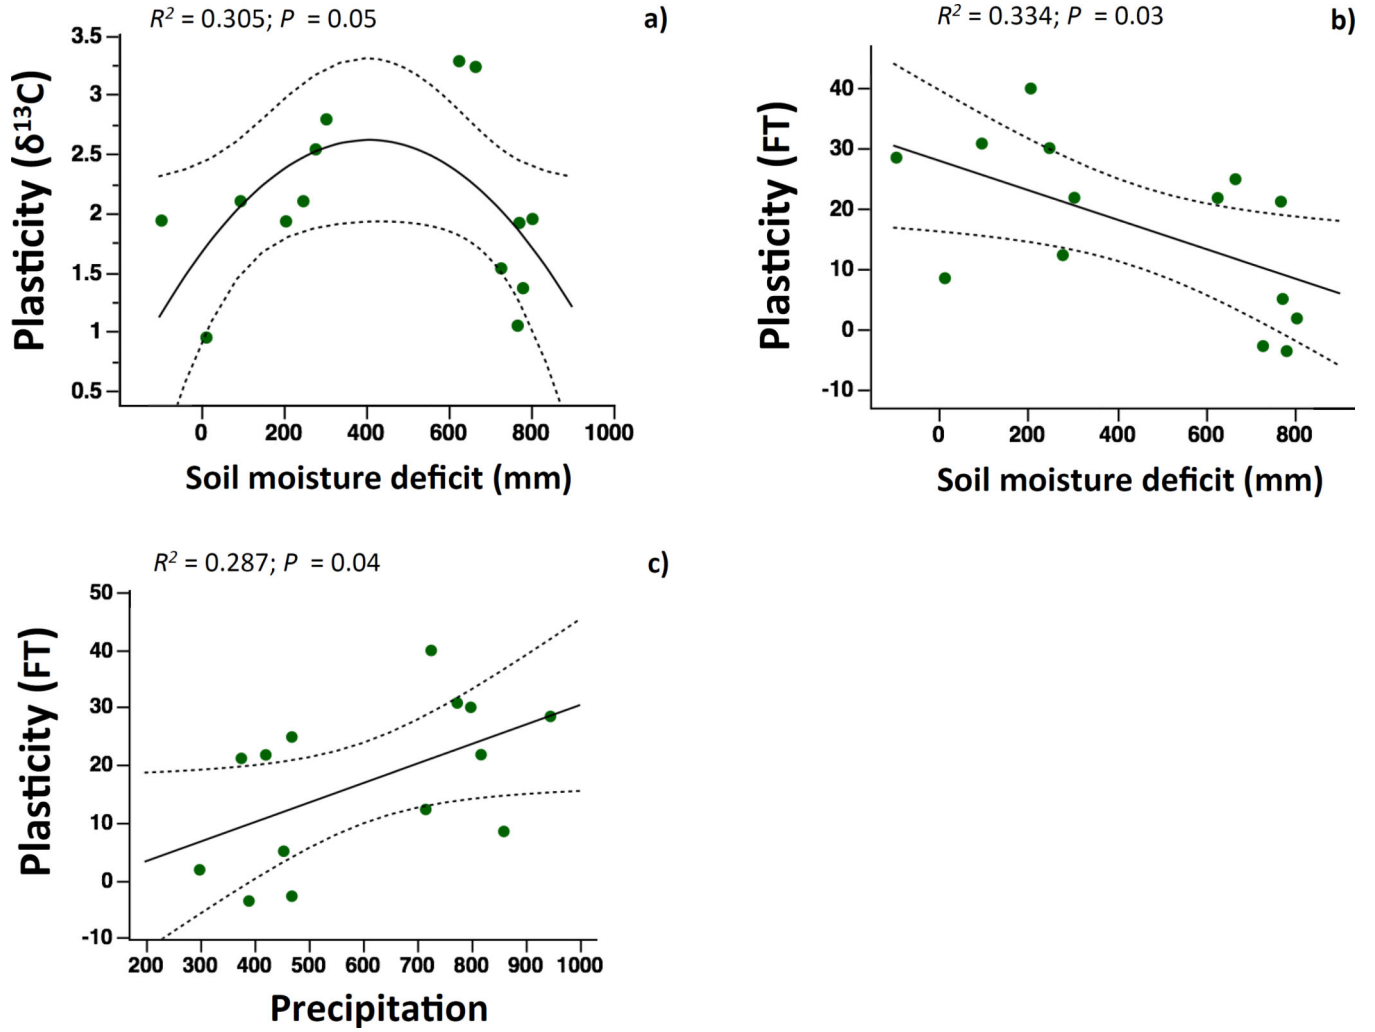 R² = 0.305; P = 0.05
a)
3.5
3
2.5
2
1.5
1
0.5
Plasticity (δ¹³C)
0 200 400 600 800 1000
Soil moisture deficit (mm)
R² = 0.334; P = 0.03
b)
40
30
20
10
0
-10
Plasticity (FT)
0 200 400 600 800
Soil moisture deficit (mm)
R² = 0.287; P = 0.04
c)
50
40
30
20
10
0
-10
Plasticity (FT)
200 300 400 500 600 700 800 900 1000
Precipitation